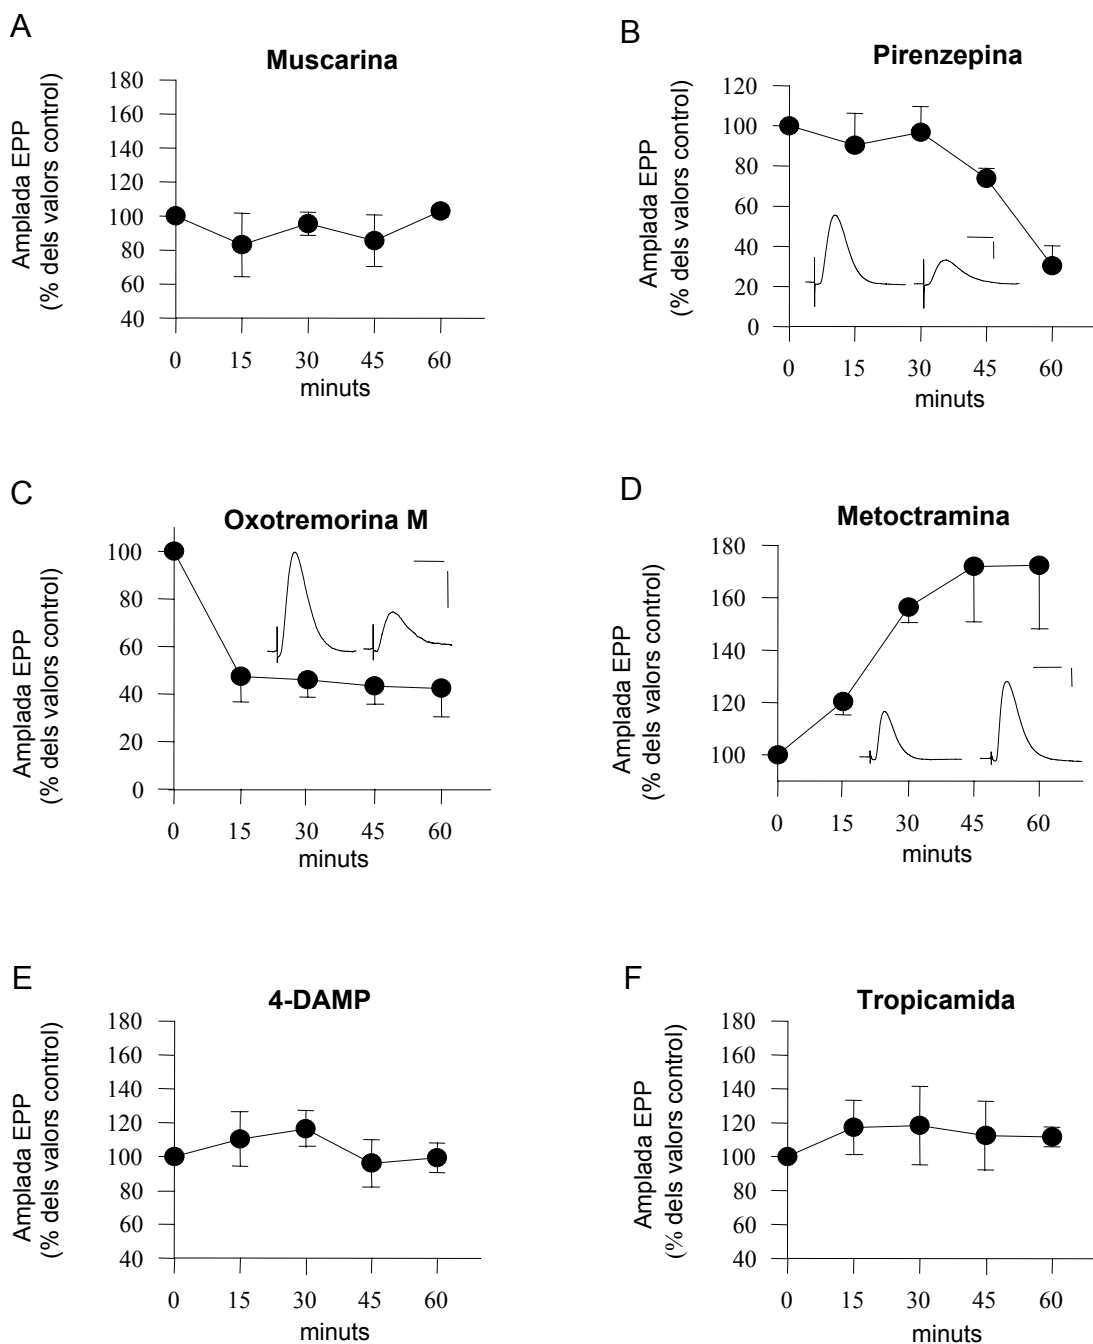 A
Muscarina
Amplada EPP
(% dels valors control)
180
160
140
120
100
80
60
40
0 15 30 45 60
minuts
B
Pirenzepina
Amplada EPP
(% dels valors control)
120
100
80
60
40
20
0
0 15 30 45 60
minuts
C
Oxotremorina M
Amplada EPP
(% dels valors control)
100
80
60
40
20
0
0 15 30 45 60
minuts
D
Metoctramina
Amplada EPP
(% dels valors control)
180
160
140
120
100
0 15 30 45 60
minuts
E
4-DAMP
Amplada EPP
(% dels valors control)
180
160
140
120
100
80
60
40
0 15 30 45 60
minuts
F
Tropicamida
Amplada EPP
(% dels valors control)
180
160
140
120
100
80
60
40
0 15 30 45 60
minuts